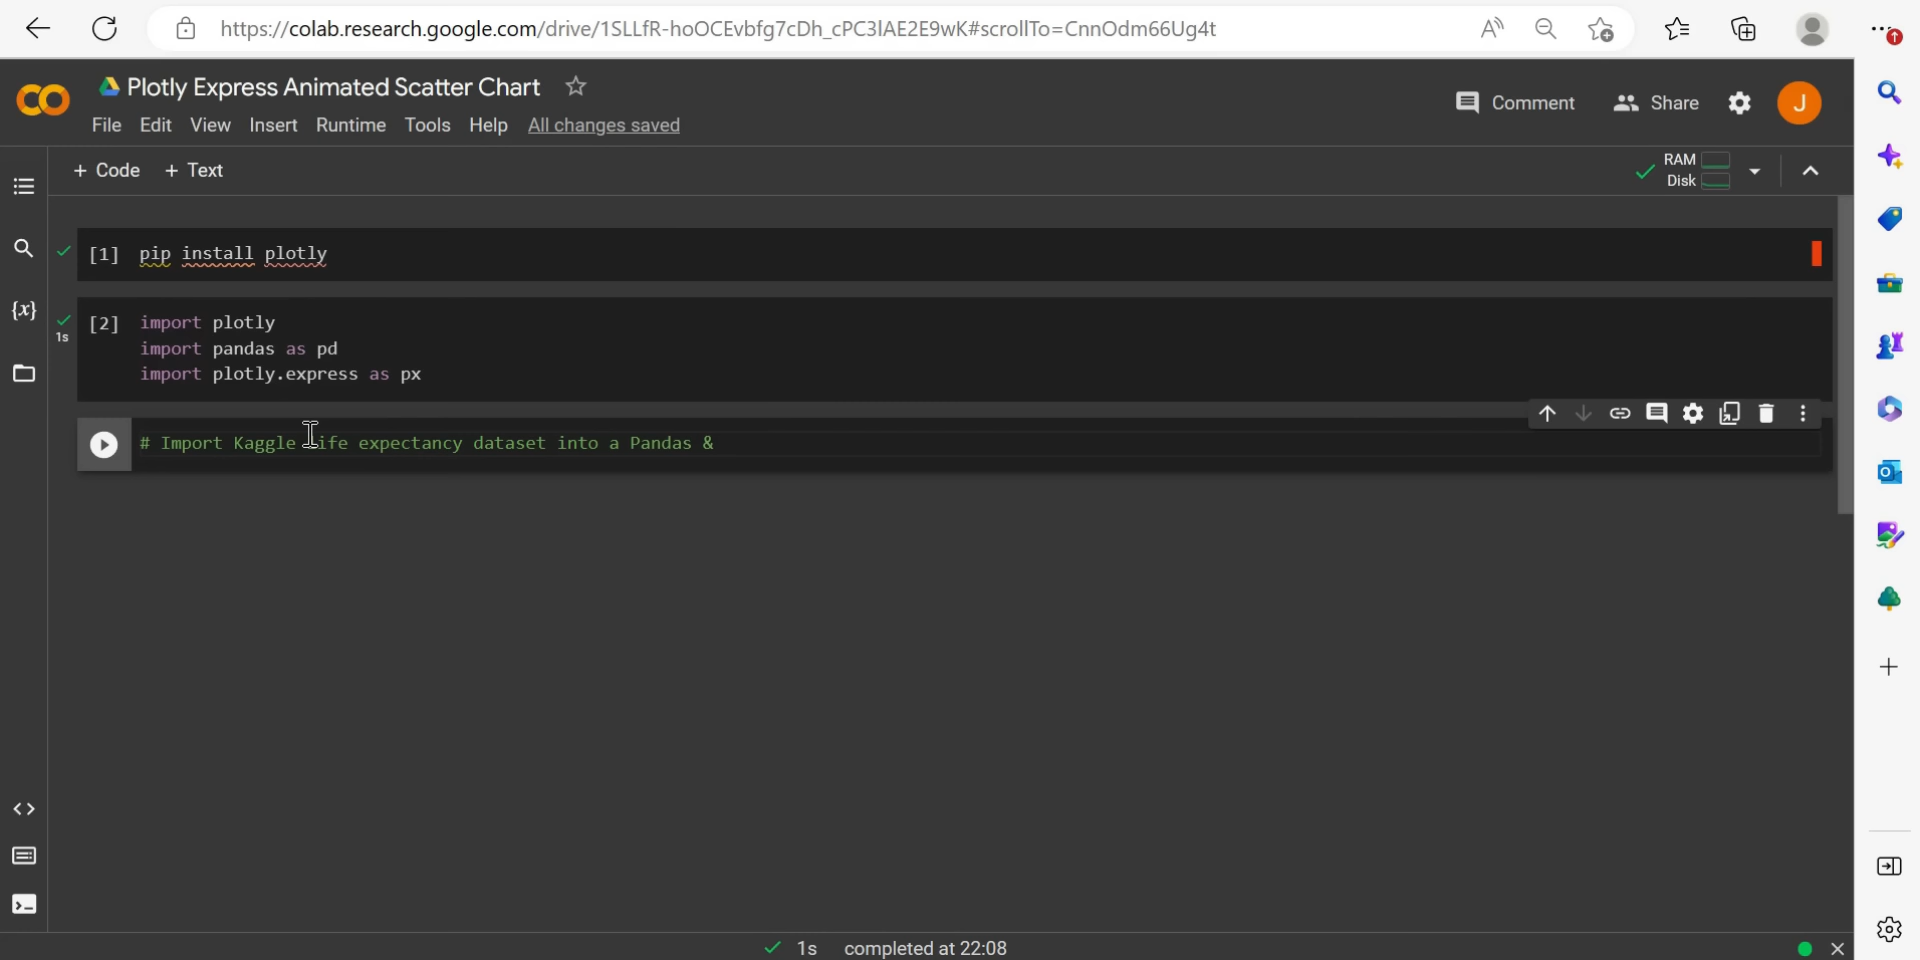 https://colab.research.google.com/drive/1SLLfR-hoOCEvbfg7cDh_cPC3lAE2E9wK#scrollTo=CnnOdm66Ug4t
Plotly Express Animated Scatter Chart
Comment
Share
J
File Edit View Insert Runtime Tools Help All changes saved
+ Code + Text
RAM
Disk
[1] pip install plotly
{x}
[2] import plotly
1s
import pandas as pd
import plotly.express as px
# Import Kaggle life expectancy dataset into a Pandas &
1s completed at 22:08